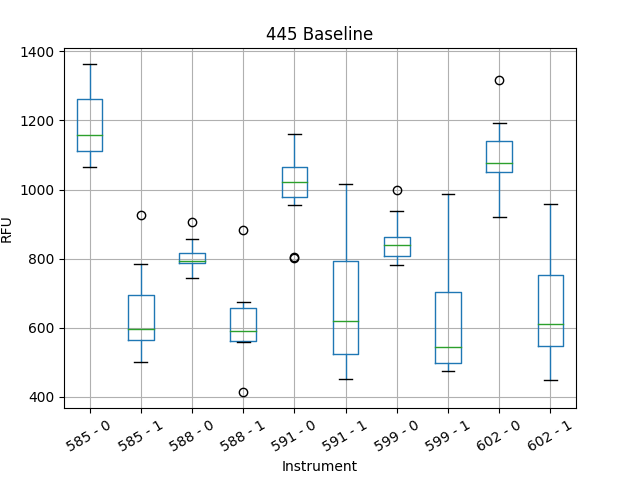 445 Baseline
1400
1200
1000
800
600
400
RFU
585 - 0
585 - 1
588 - 0
588 - 1
591 - 0
591 - 1
599 - 0
599 - 1
602 - 0
602 - 1
Instrument